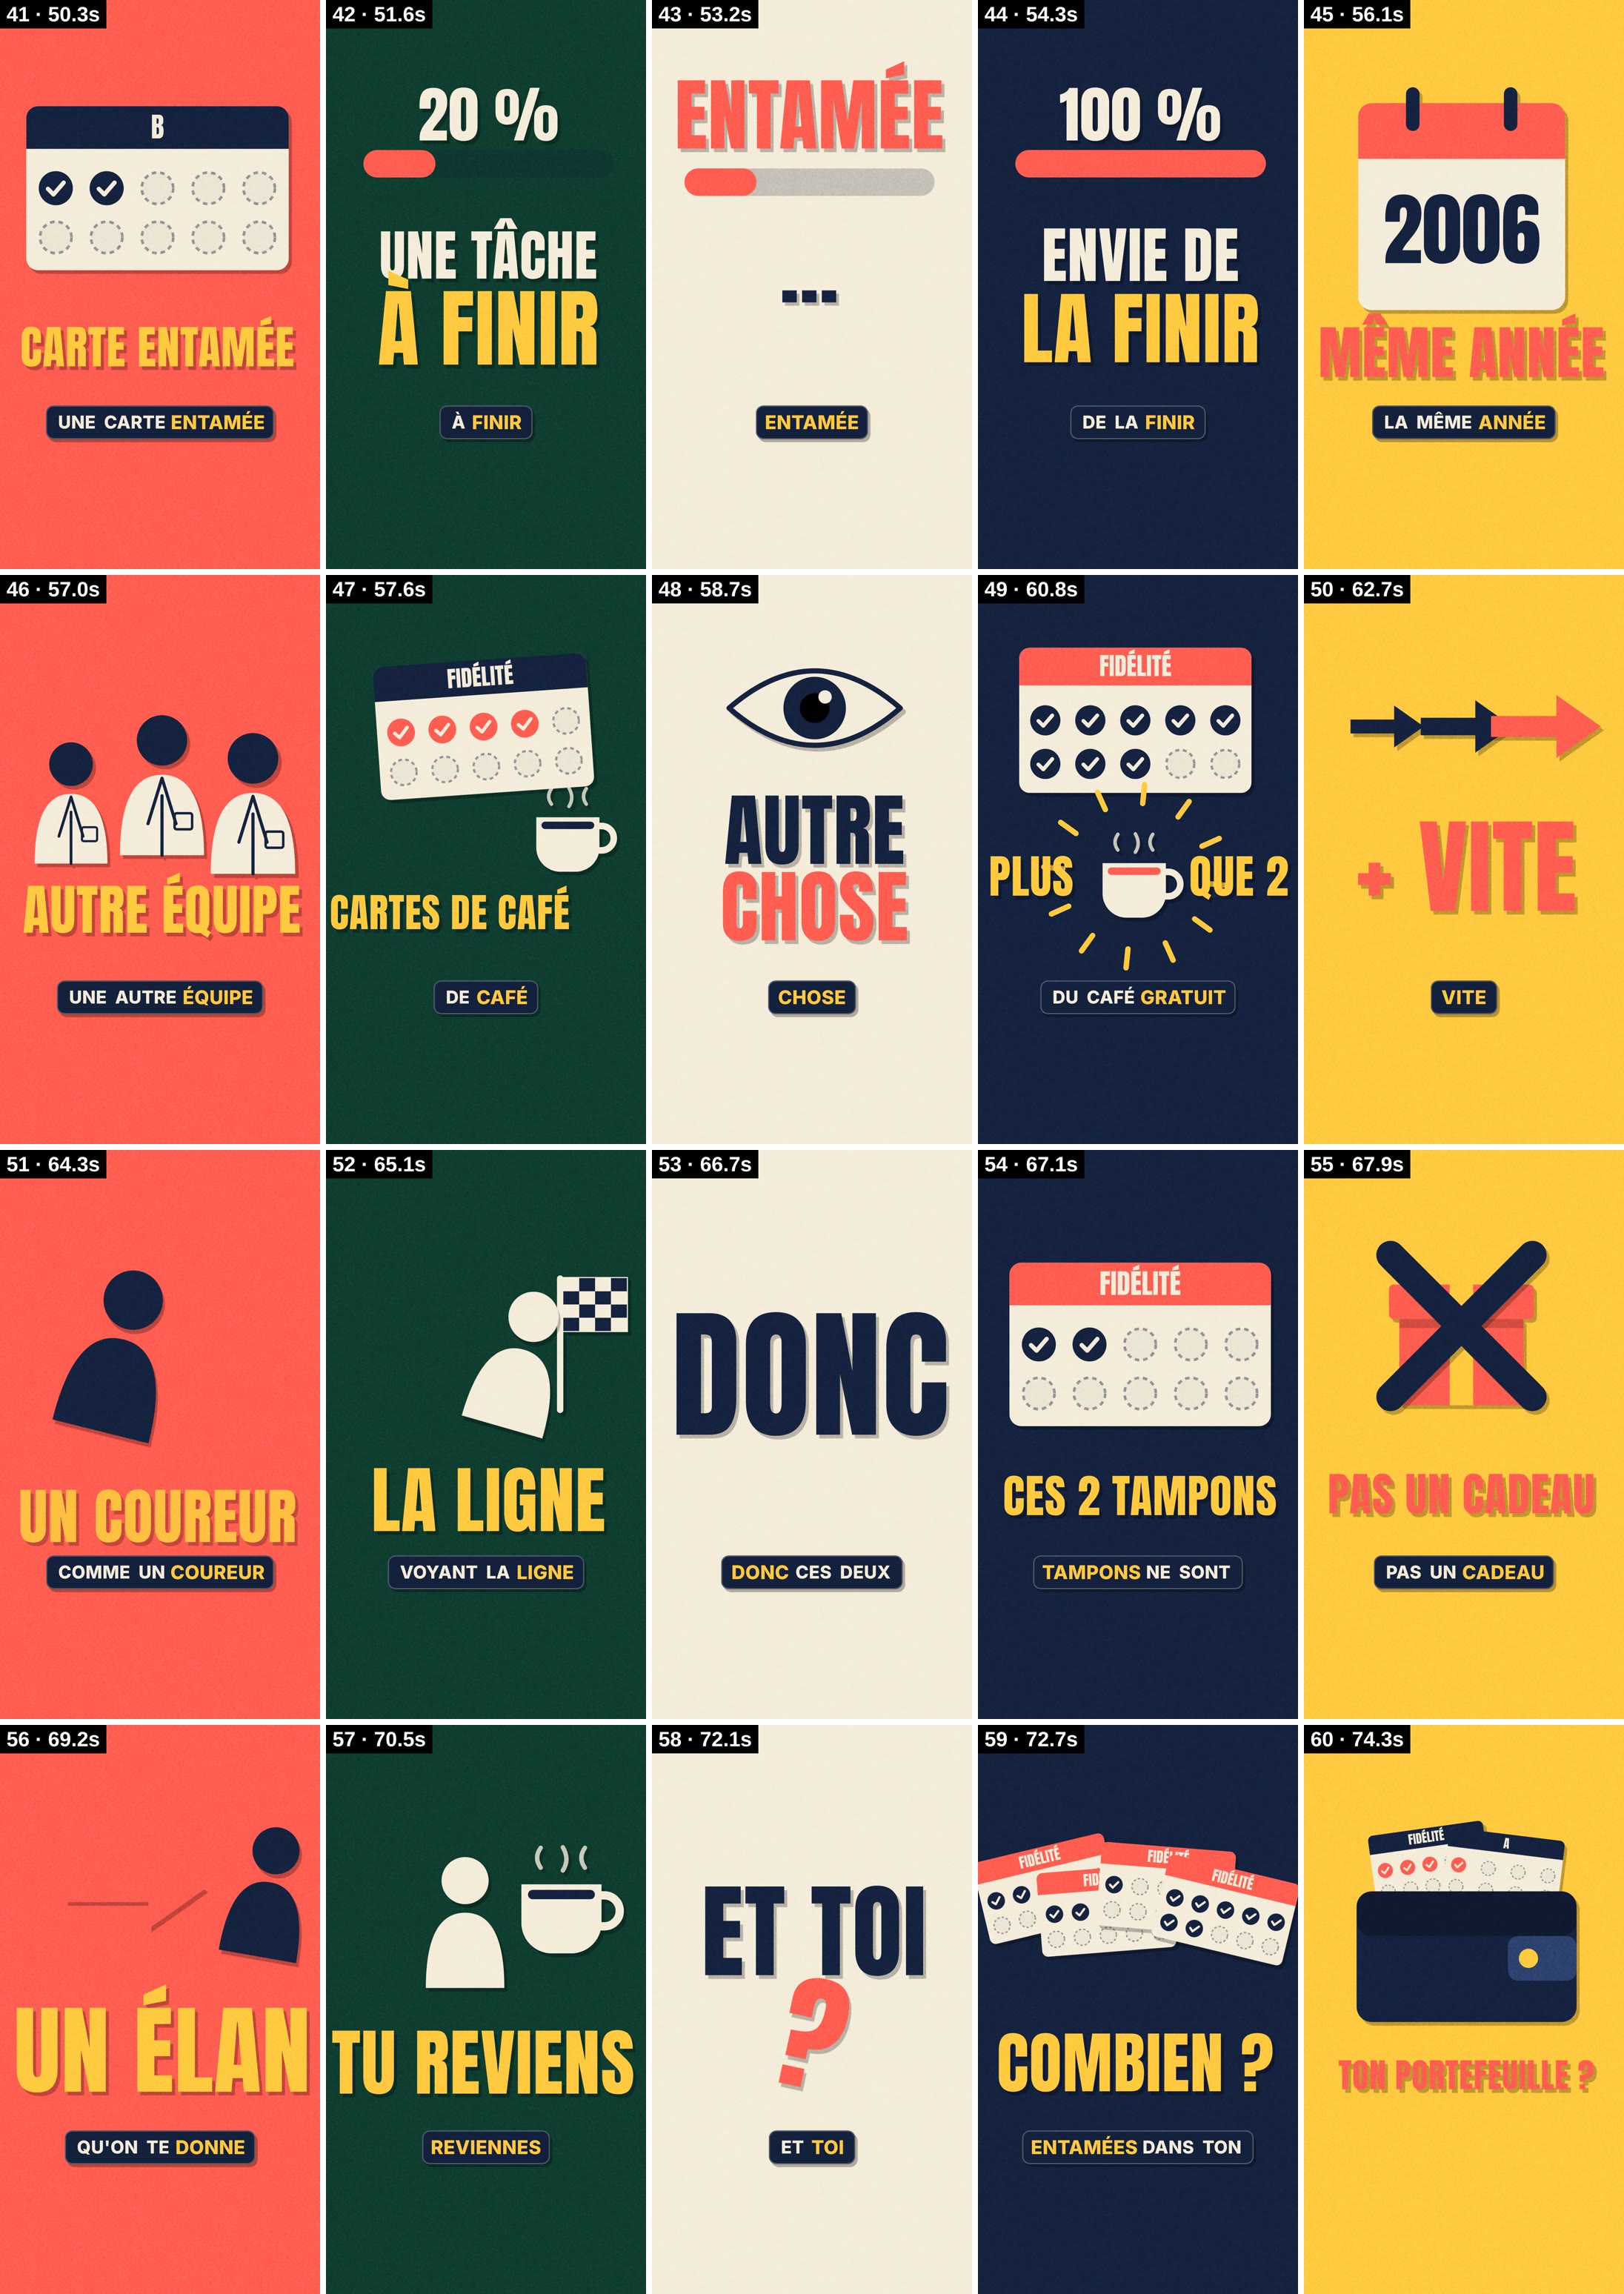 41 · 50.3s
B
CARTE ENTAMÉE
UNE CARTE ENTAMÉE
42 · 51.6s
20 %
UNE TÂCHE
À FINIR
À FINIR
43 · 53.2s
ENTAMÉE
...
ENTAMÉE
44 · 54.3s
100 %
ENVIE DE
LA FINIR
DE LA FINIR
45 · 56.1s
2006
MÊME ANNÉE
LA MÊME ANNÉE
46 · 57.0s
AUTRE ÉQUIPE
UNE AUTRE ÉQUIPE
47 · 57.6s
FIDÉLITÉ
CARTES DE CAFÉ
DE CAFÉ
48 · 58.7s
AUTRE
CHOSE
CHOSE
49 · 60.8s
FIDÉLITÉ
PLUS QUE 2
DU CAFÉ GRATUIT
50 · 62.7s
+ VITE
VITE
51 · 64.3s
UN COUREUR
COMME UN COUREUR
52 · 65.1s
LA LIGNE
VOYANT LA LIGNE
53 · 66.7s
DONC
DONC CES DEUX
54 · 67.1s
FIDÉLITÉ
CES 2 TAMPONS
TAMPONS NE SONT
55 · 67.9s
PAS UN CADEAU
PAS UN CADEAU
56 · 69.2s
UN ÉLAN
QU'ON TE DONNE
57 · 70.5s
TU REVIENS
REVIENNES
58 · 72.1s
ET TOI
?
ET TOI
59 · 72.7s
FIDÉLITÉ
FID
FIDÉ
FIDÉLITÉ
COMBIEN ?
ENTAMÉES DANS TON
60 · 74.3s
FIDÉLITÉ
A
TON PORTEFEUILLE ?